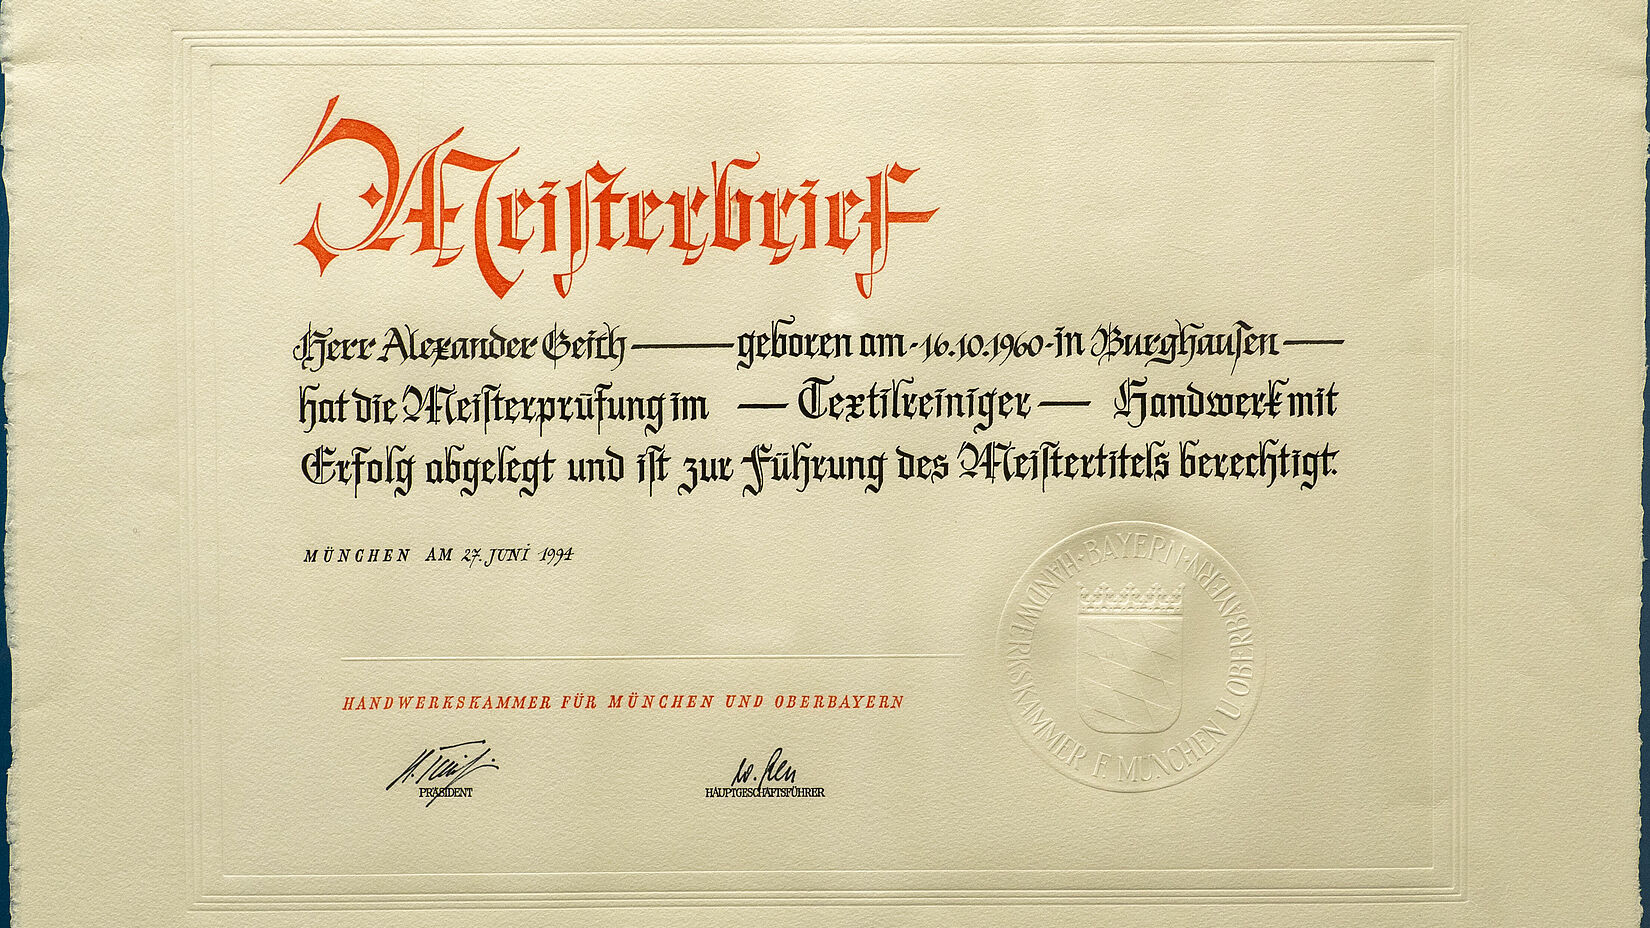 Meisterbrief
Herr Alexander Geith — geboren am - 16.10.1960 - in Burghausen —
hat die Meisterprüfung im — Textilreiniger — Handwerk mit
Erfolg abgelegt und ist zur Führung des Meistertitels berechtigt.
MÜNCHEN AM 27. JUNI 1994
HANDWERKSKAMMER FÜR MÜNCHEN UND OBERBAYERN
PRÄSIDENT
HAUPTGESCHÄFTSFÜHRER
· BAYERN ·
HANDWERKSKAMMER F. MÜNCHEN U OBERBAYERN